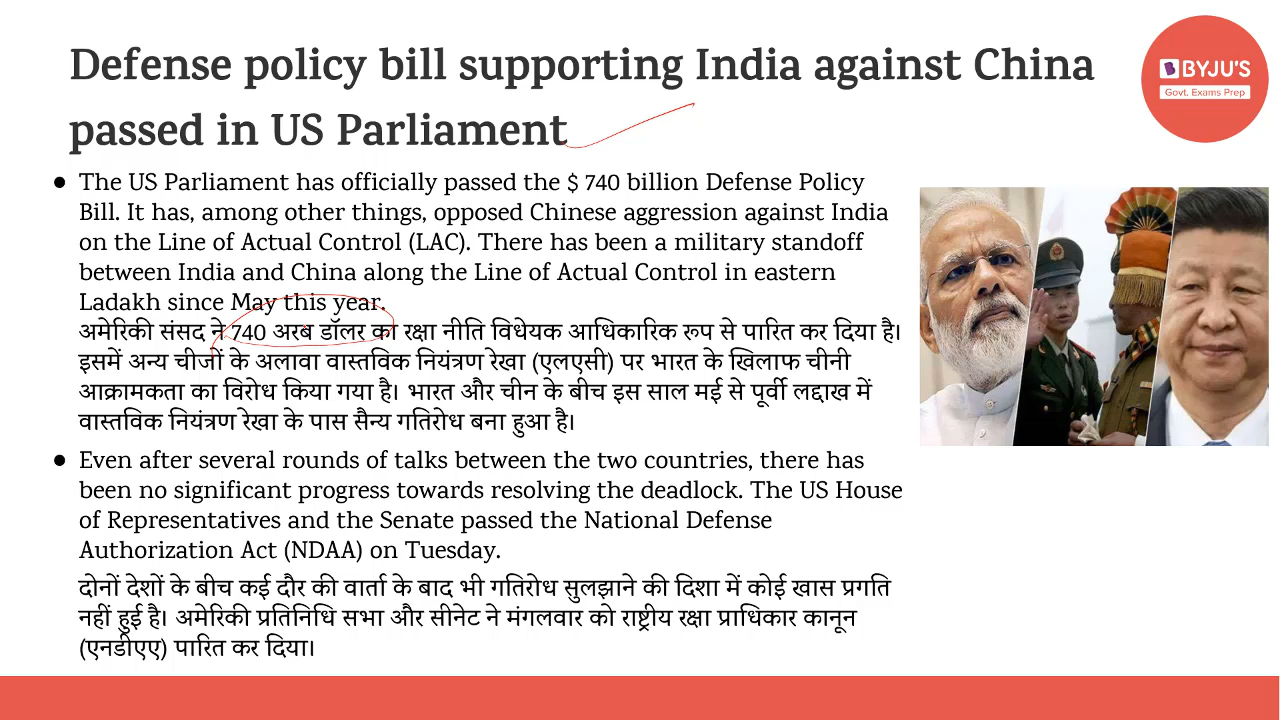 Defense policy bill supporting India against China
passed in US Parliament
BYJU'S
Govt. Exams Prep
● The US Parliament has officially passed the $ 740 billion Defense Policy
Bill. It has, among other things, opposed Chinese aggression against India
on the Line of Actual Control (LAC). There has been a military standoff
between India and China along the Line of Actual Control in eastern
Ladakh since May this year.
अमेरिकी संसद ने 740 अरब डॉलर का रक्षा नीति विधेयक आधिकारिक रूप से पारित कर दिया है।
इसमें अन्य चीजों के अलावा वास्तविक नियंत्रण रेखा (एलएसी) पर भारत के खिलाफ चीनी
आक्रामकता का विरोध किया गया है। भारत और चीन के बीच इस साल मई से पूर्वी लद्दाख में
वास्तविक नियंत्रण रेखा के पास सैन्य गतिरोध बना हुआ है।
● Even after several rounds of talks between the two countries, there has
been no significant progress towards resolving the deadlock. The US House
of Representatives and the Senate passed the National Defense
Authorization Act (NDAA) on Tuesday.
दोनों देशों के बीच कई दौर की वार्ता के बाद भी गतिरोध सुलझाने की दिशा में कोई खास प्रगति
नहीं हुई है। अमेरिकी प्रतिनिधि सभा और सीनेट ने मंगलवार को राष्ट्रीय रक्षा प्राधिकार कानून
(एनडीएए) पारित कर दिया।